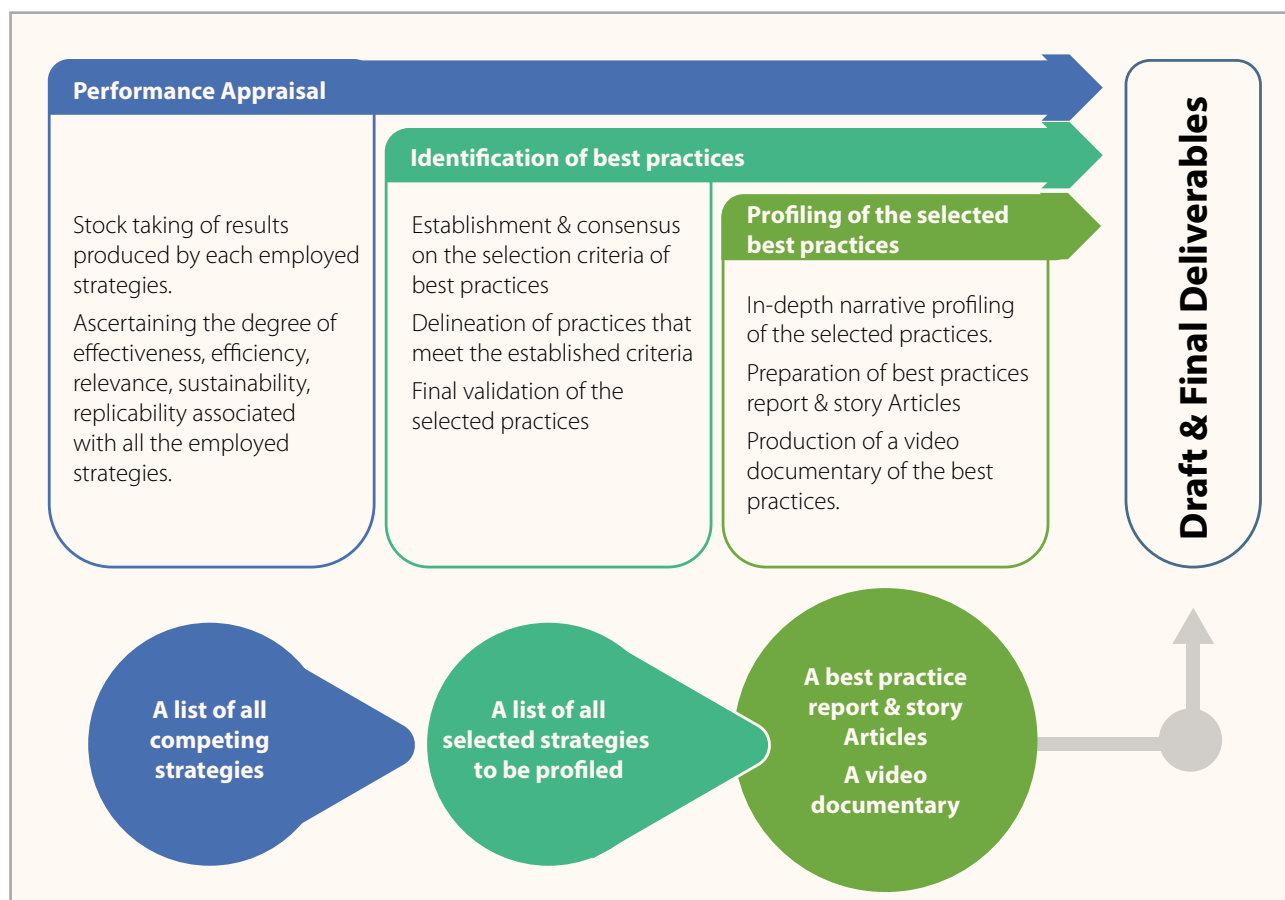 Performance Appraisal
Stock taking of results
produced by each employed
strategies.
Ascertaining the degree of
effectiveness, efficiency,
relevance, sustainability,
replicability associated
with all the employed
strategies.
Identification of best practices
Establishment & consensus
on the selection criteria of
best practices
Delineation of practices that
meet the established criteria
Final validation of the
selected practices
Profiling of the selected
best practices
In-depth narrative profiling
of the selected practices.
Preparation of best practices
report & story Articles
Production of a video
documentary of the best
practices.
Draft & Final Deliverables
A list of all
competing
strategies
A list of all
selected strategies
to be profiled
A best practice
report & story
Articles
A video
documentary